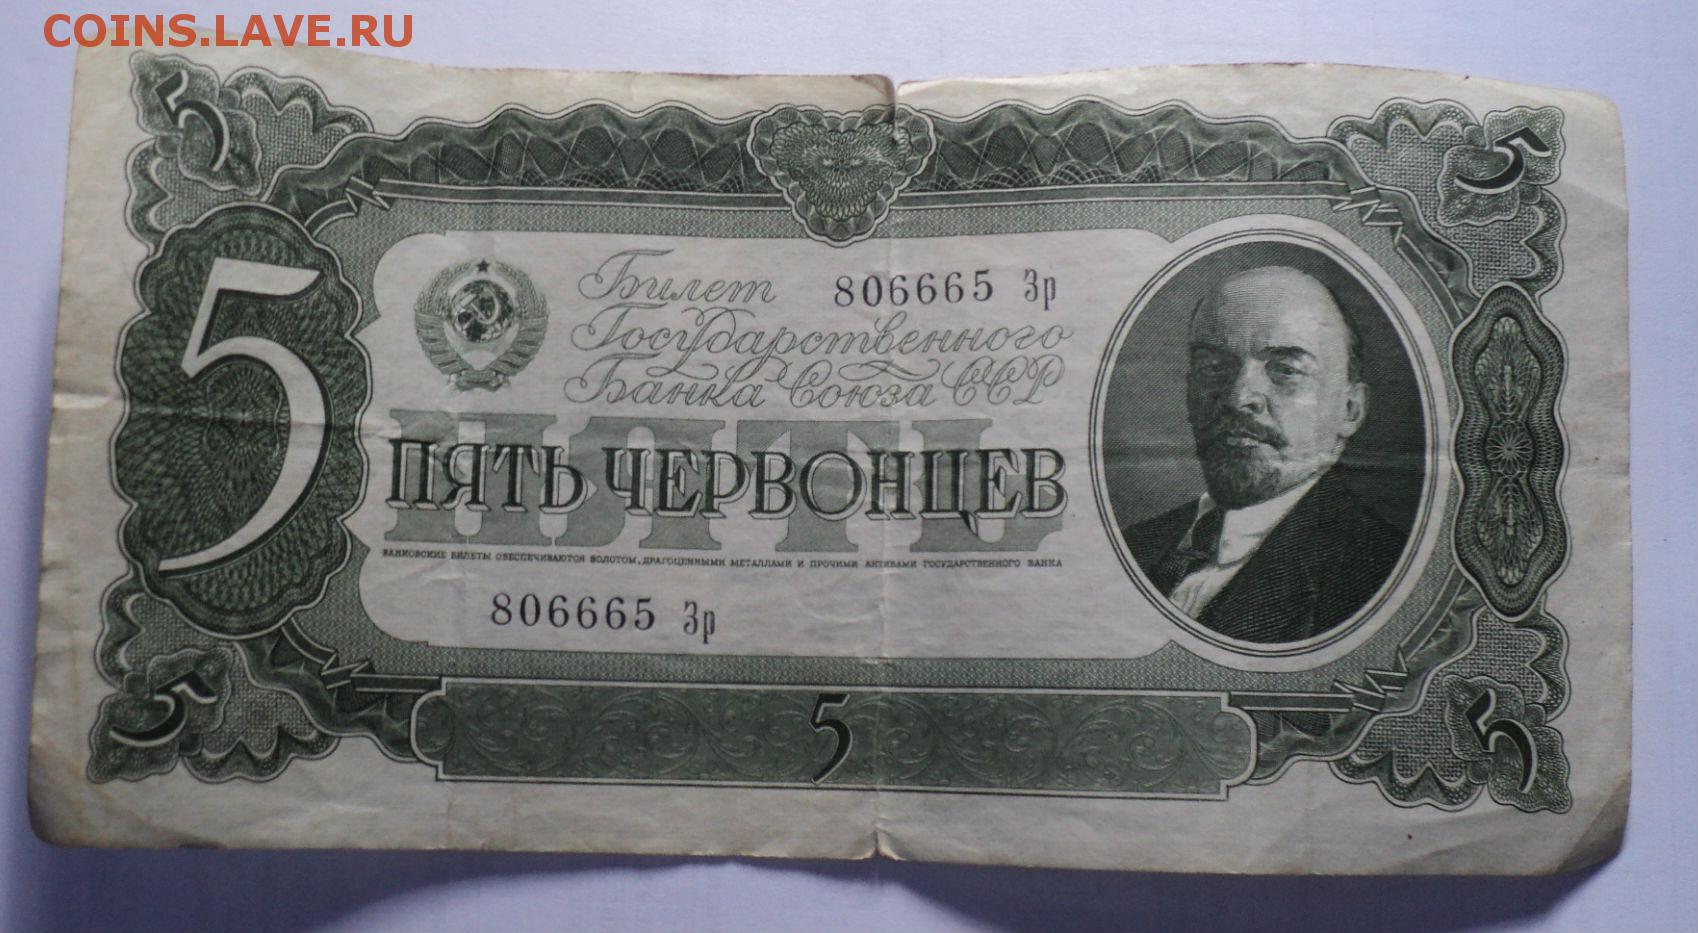 COINS.LAVE.RU
5 5
5
Билет 806665 Зр
Государственного
Банка Союза ССР
ПЯТЬ
ПЯТЬ ЧЕРВОНЦЕВ
БАНКОВСКИЕ БИЛЕТЫ ОБЕСПЕЧИВАЮТСЯ ЗОЛОТОМ, ДРАГОЦЕННЫМИ МЕТАЛЛАМИ И ПРОЧИМИ АКТИВАМИ ГОСУДАРСТВЕННОГО БАНКА
806665 Зр
5 5 5